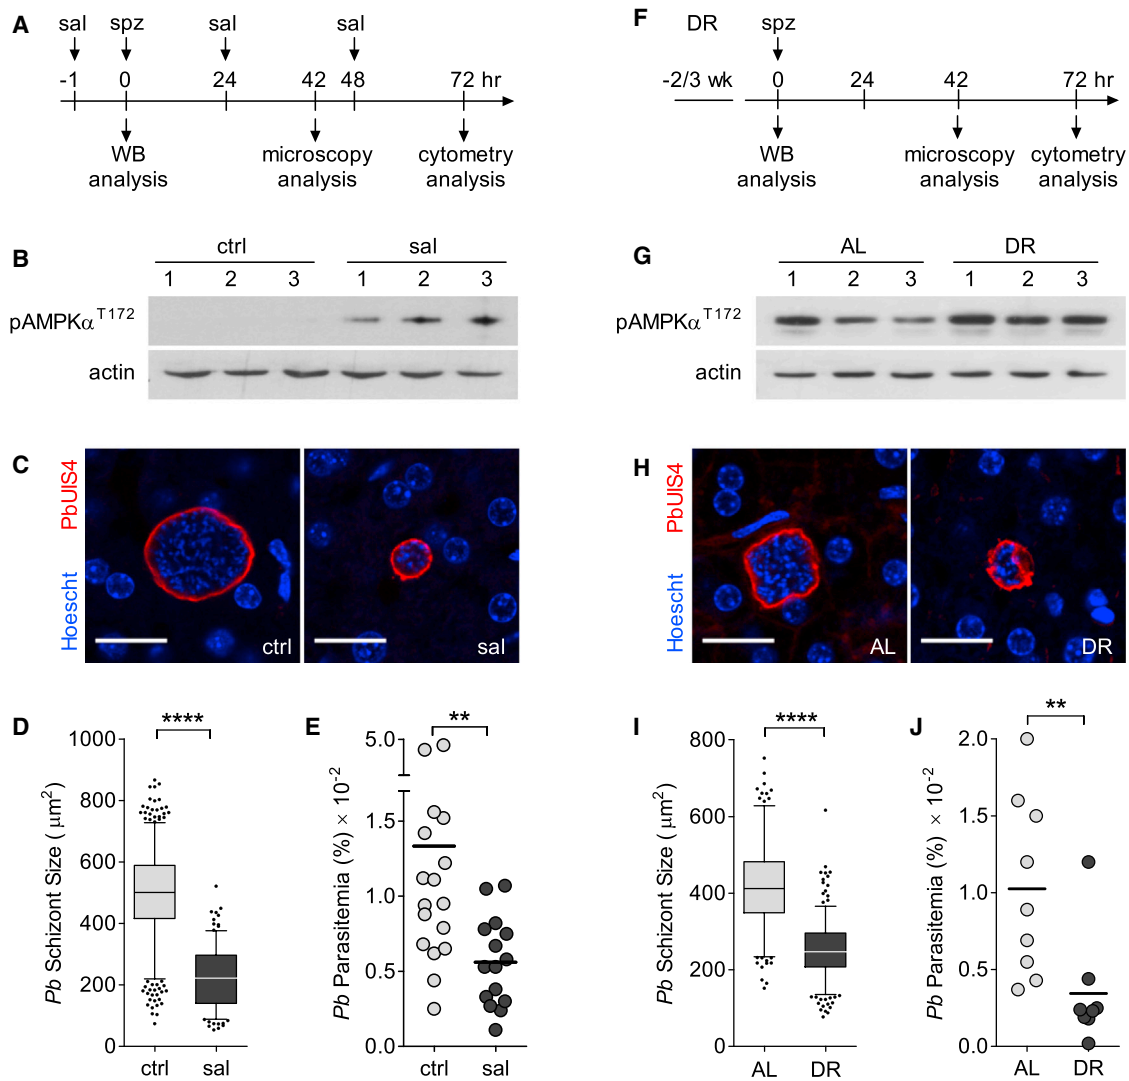 A
sal spz sal sal
-1 0 24 42 48 72 hr
WB analysis
microscopy analysis
cytometry analysis
B
ctrl sal
1 2 3 1 2 3
pAMPKα T172
actin
C
Hoescht PbUIS4
ctrl
sal
D
****
Pb Schizont Size ( μm2)
1000
800
600
400
200
0
ctrl sal
E
**
Pb Parasitemia (%) × 10-2
5.0
1.5
1.0
0.5
0.0
ctrl sal
F
DR spz
-2/3 wk 0 24 42 72 hr
WB analysis
microscopy analysis
cytometry analysis
G
AL DR
1 2 3 1 2 3
pAMPKα T172
actin
H
Hoescht PbUIS4
AL
DR
I
****
Pb Schizont Size ( μm2)
800
600
400
200
0
AL DR
J
**
Pb Parasitemia (%) × 10-2
2.0
1.5
1.0
0.5
0.0
AL DR